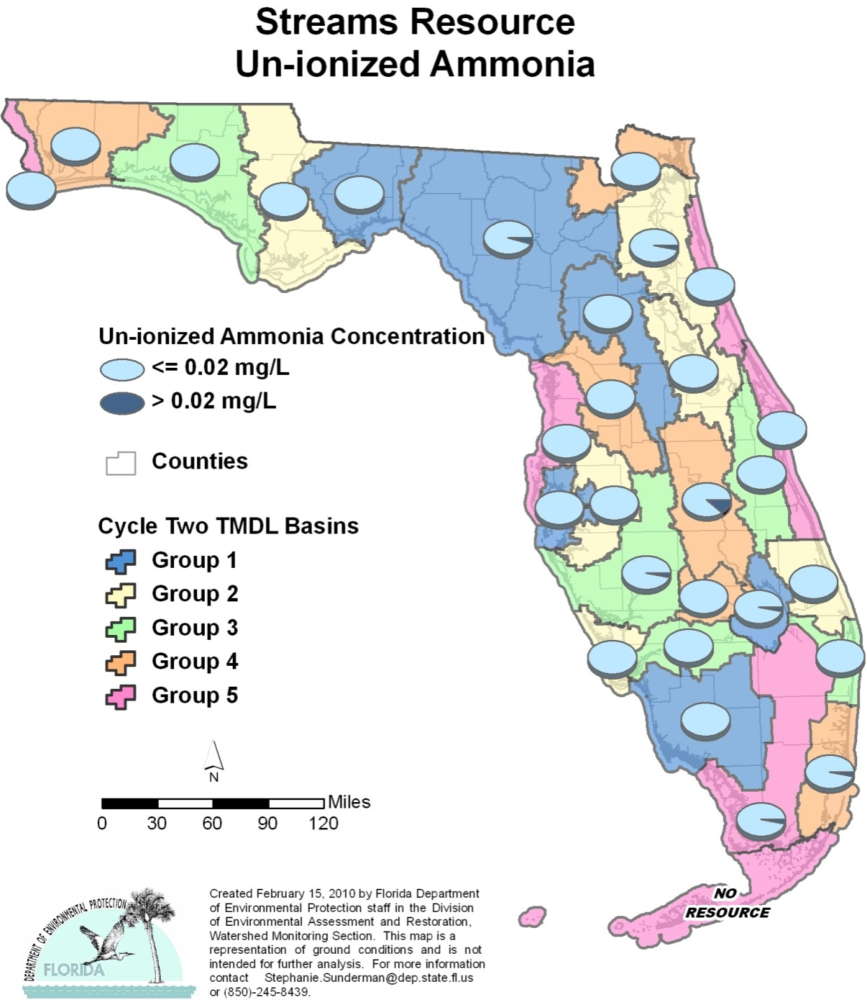 Streams Resource
Un-ionized Ammonia
Un-ionized Ammonia Concentration
<= 0.02 mg/L
> 0.02 mg/L
Counties
Cycle Two TMDL Basins
Group 1
Group 2
Group 3
Group 4
Group 5
N
Miles
0 30 60 90 120
NO
RESOURCE
DEPARTMENT OF ENVIRONMENTAL PROTECTION
FLORIDA
Created February 15, 2010 by Florida Department
of Environmental Protection staff in the Division
of Environmental Assessment and Restoration,
Watershed Monitoring Section. This map is a
representation of ground conditions and is not
intended for further analysis. For more information
contact Stephanie.Sunderman@dep.state.fl.us
or (850)-245-8439.